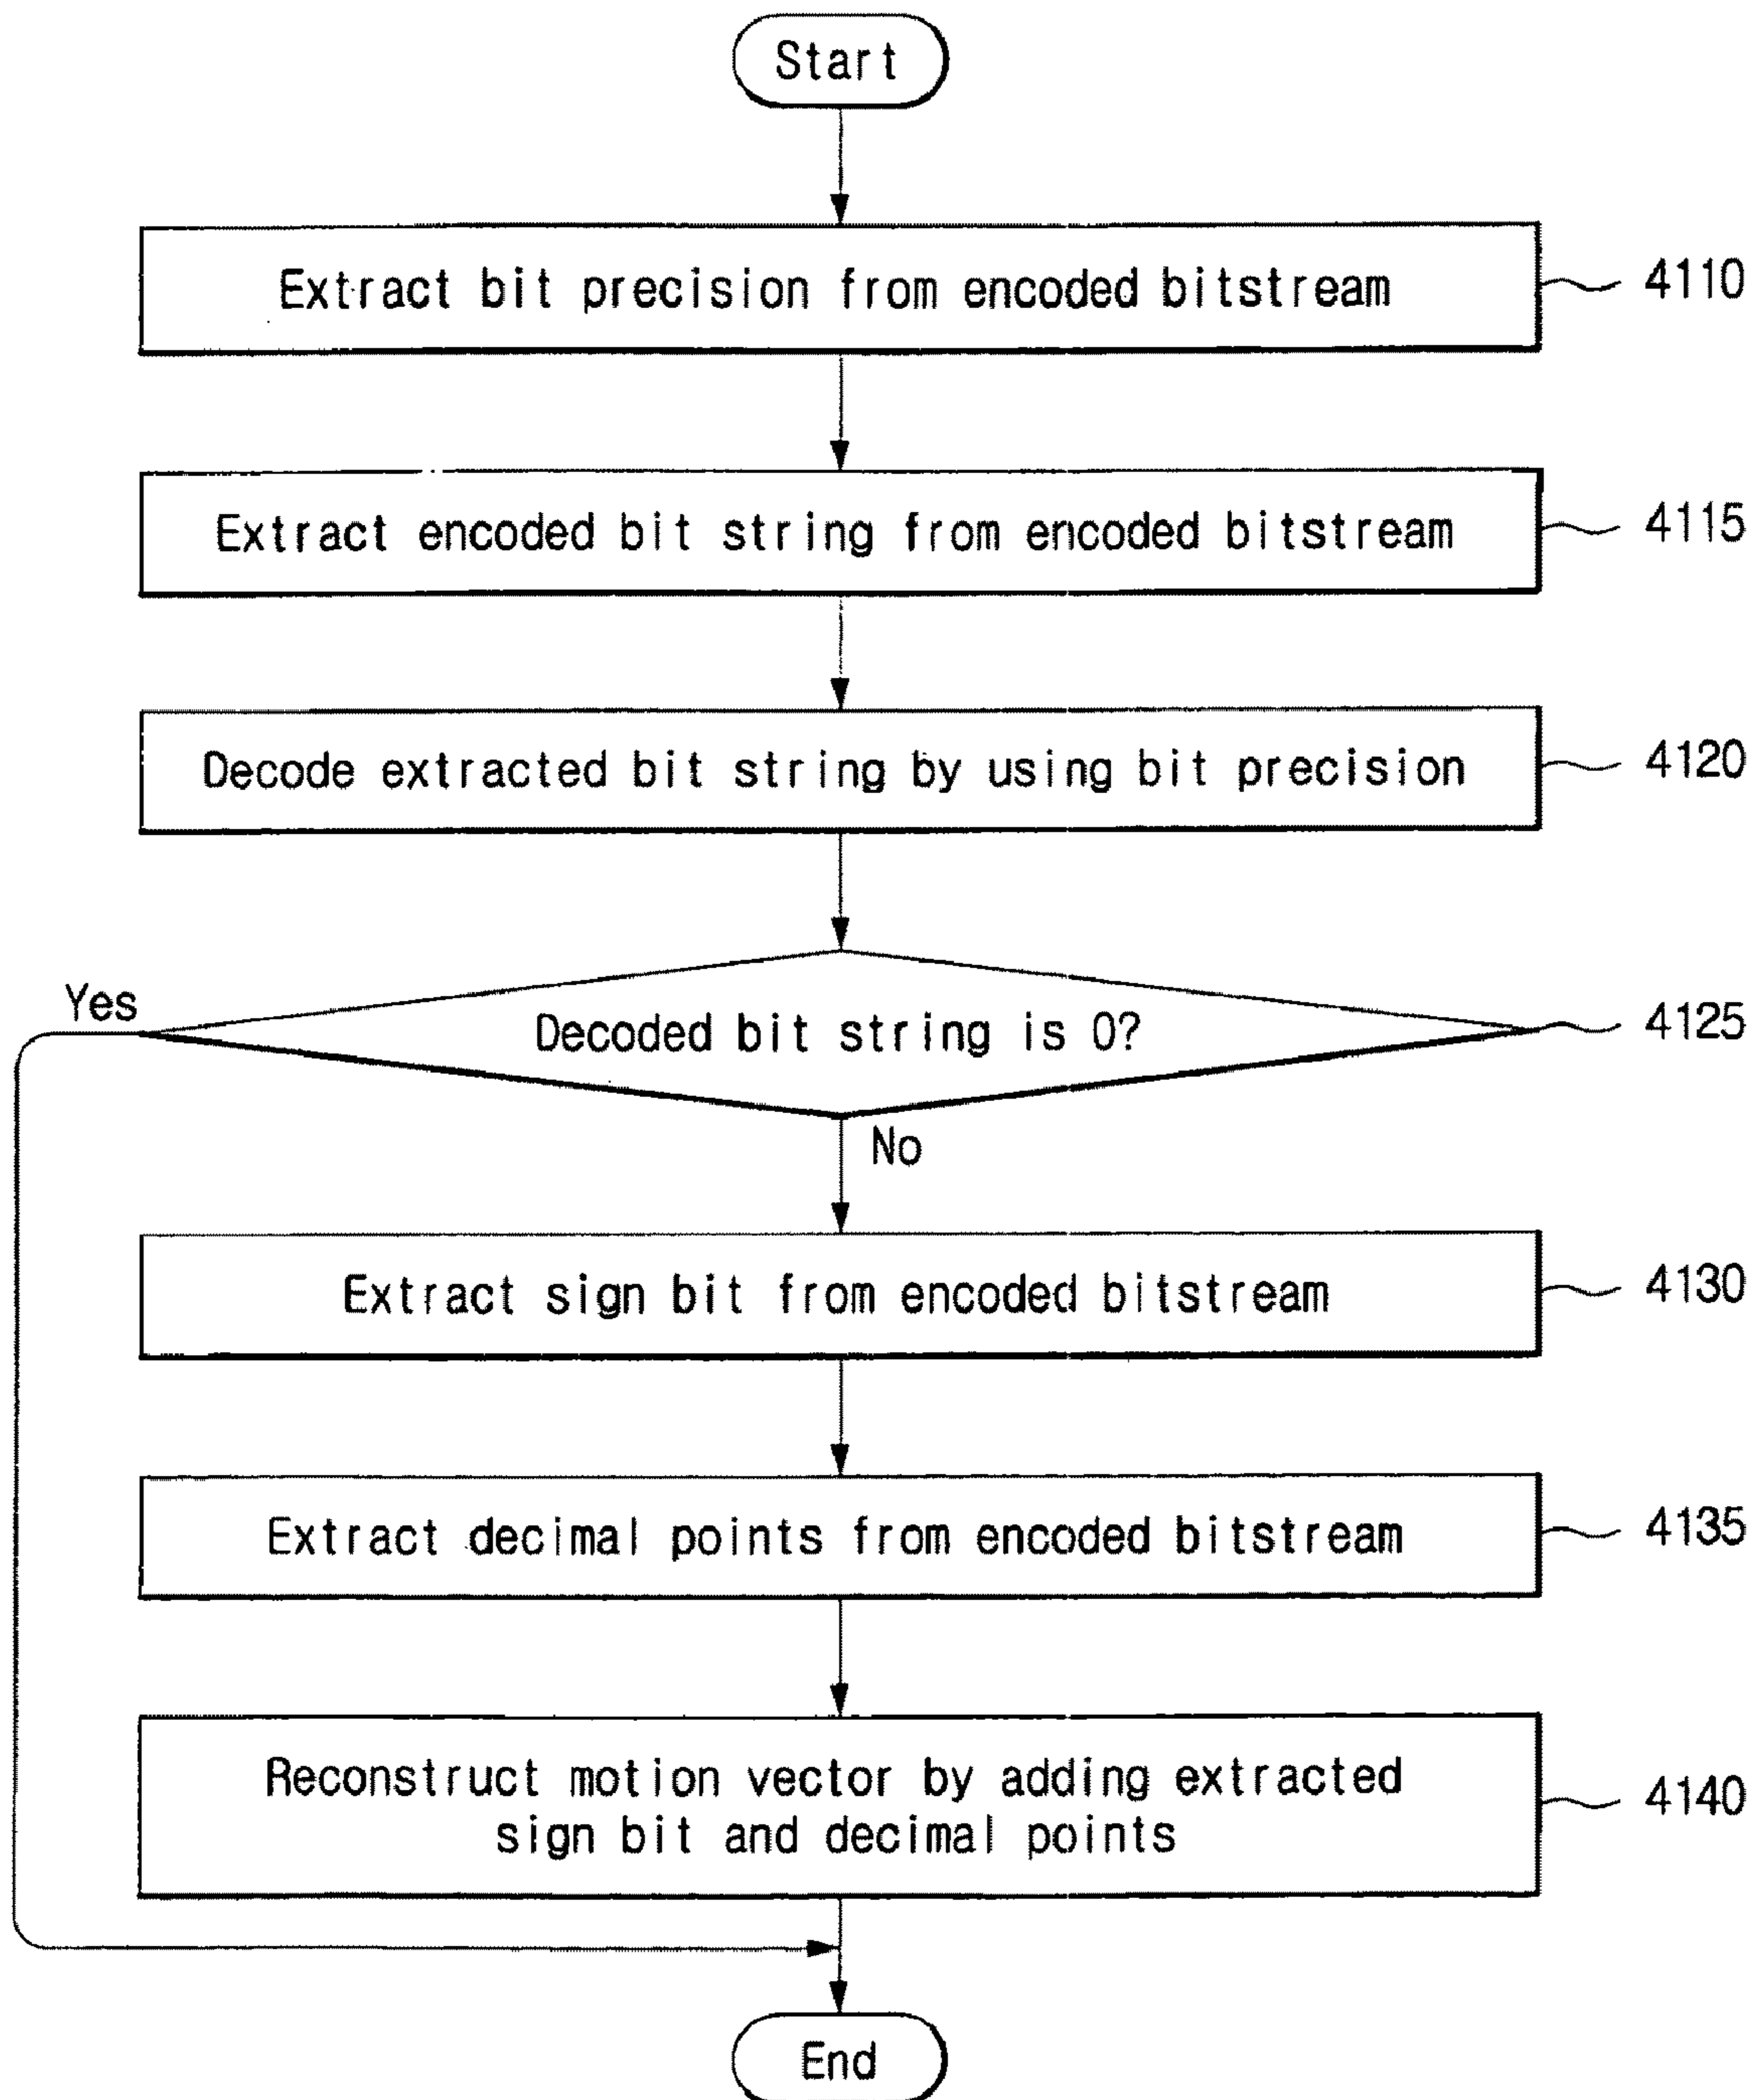 Start
Extract bit precision from encoded bitstream
4110
Extract encoded bit string from encoded bitstream
4115
Decode extracted bit string by using bit precision
4120
Yes
Decoded bit string is 0?
4125
No
Extract sign bit from encoded bitstream
4130
Extract decimal points from encoded bitstream
4135
Reconstruct motion vector by adding extracted
sign bit and decimal points
4140
End